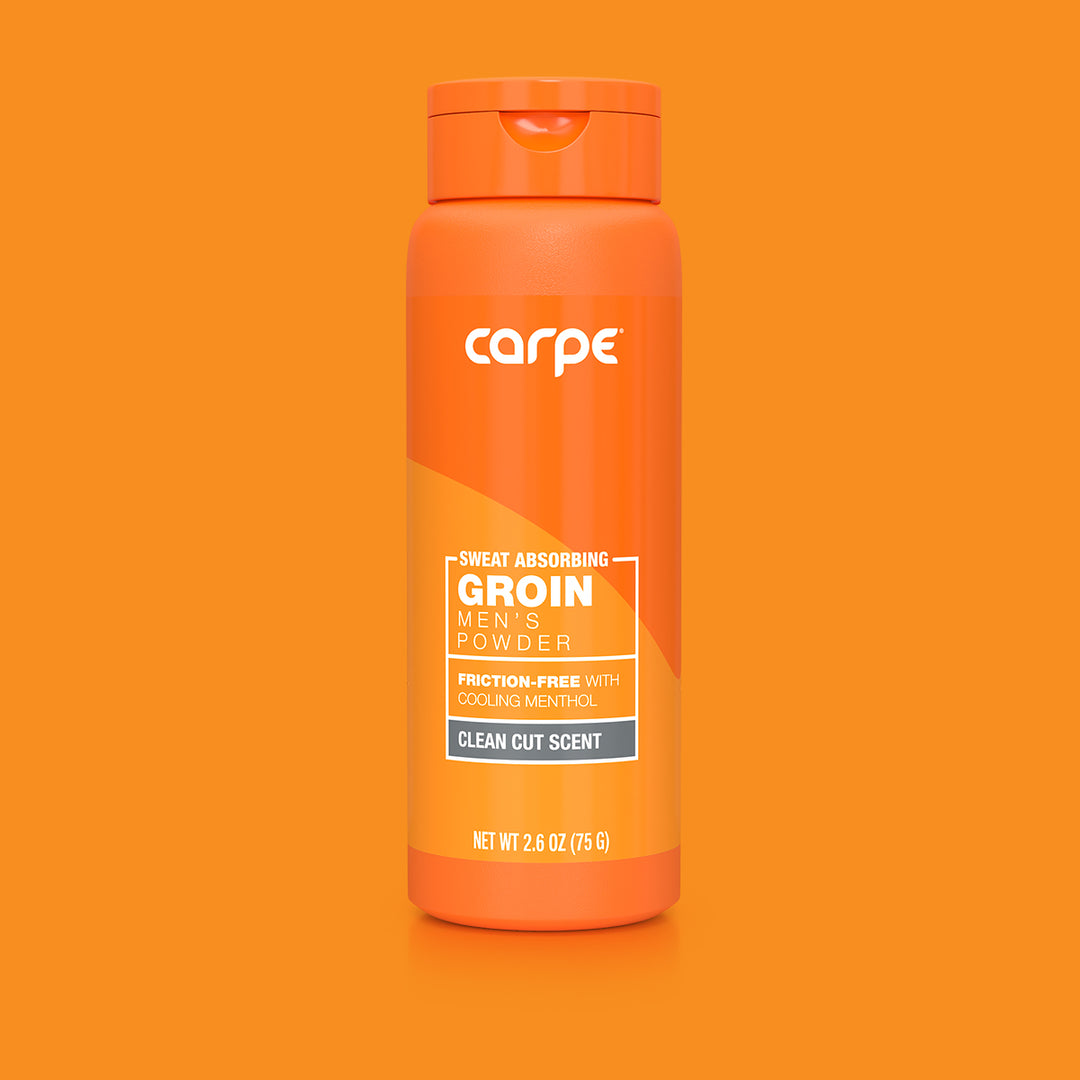 carpe®
SWEAT ABSORBING
GROIN
MEN'S
POWDER
FRICTION-FREE WITH
COOLING MENTHOL
CLEAN CUT SCENT
NET WT 2.6 OZ (75 G)